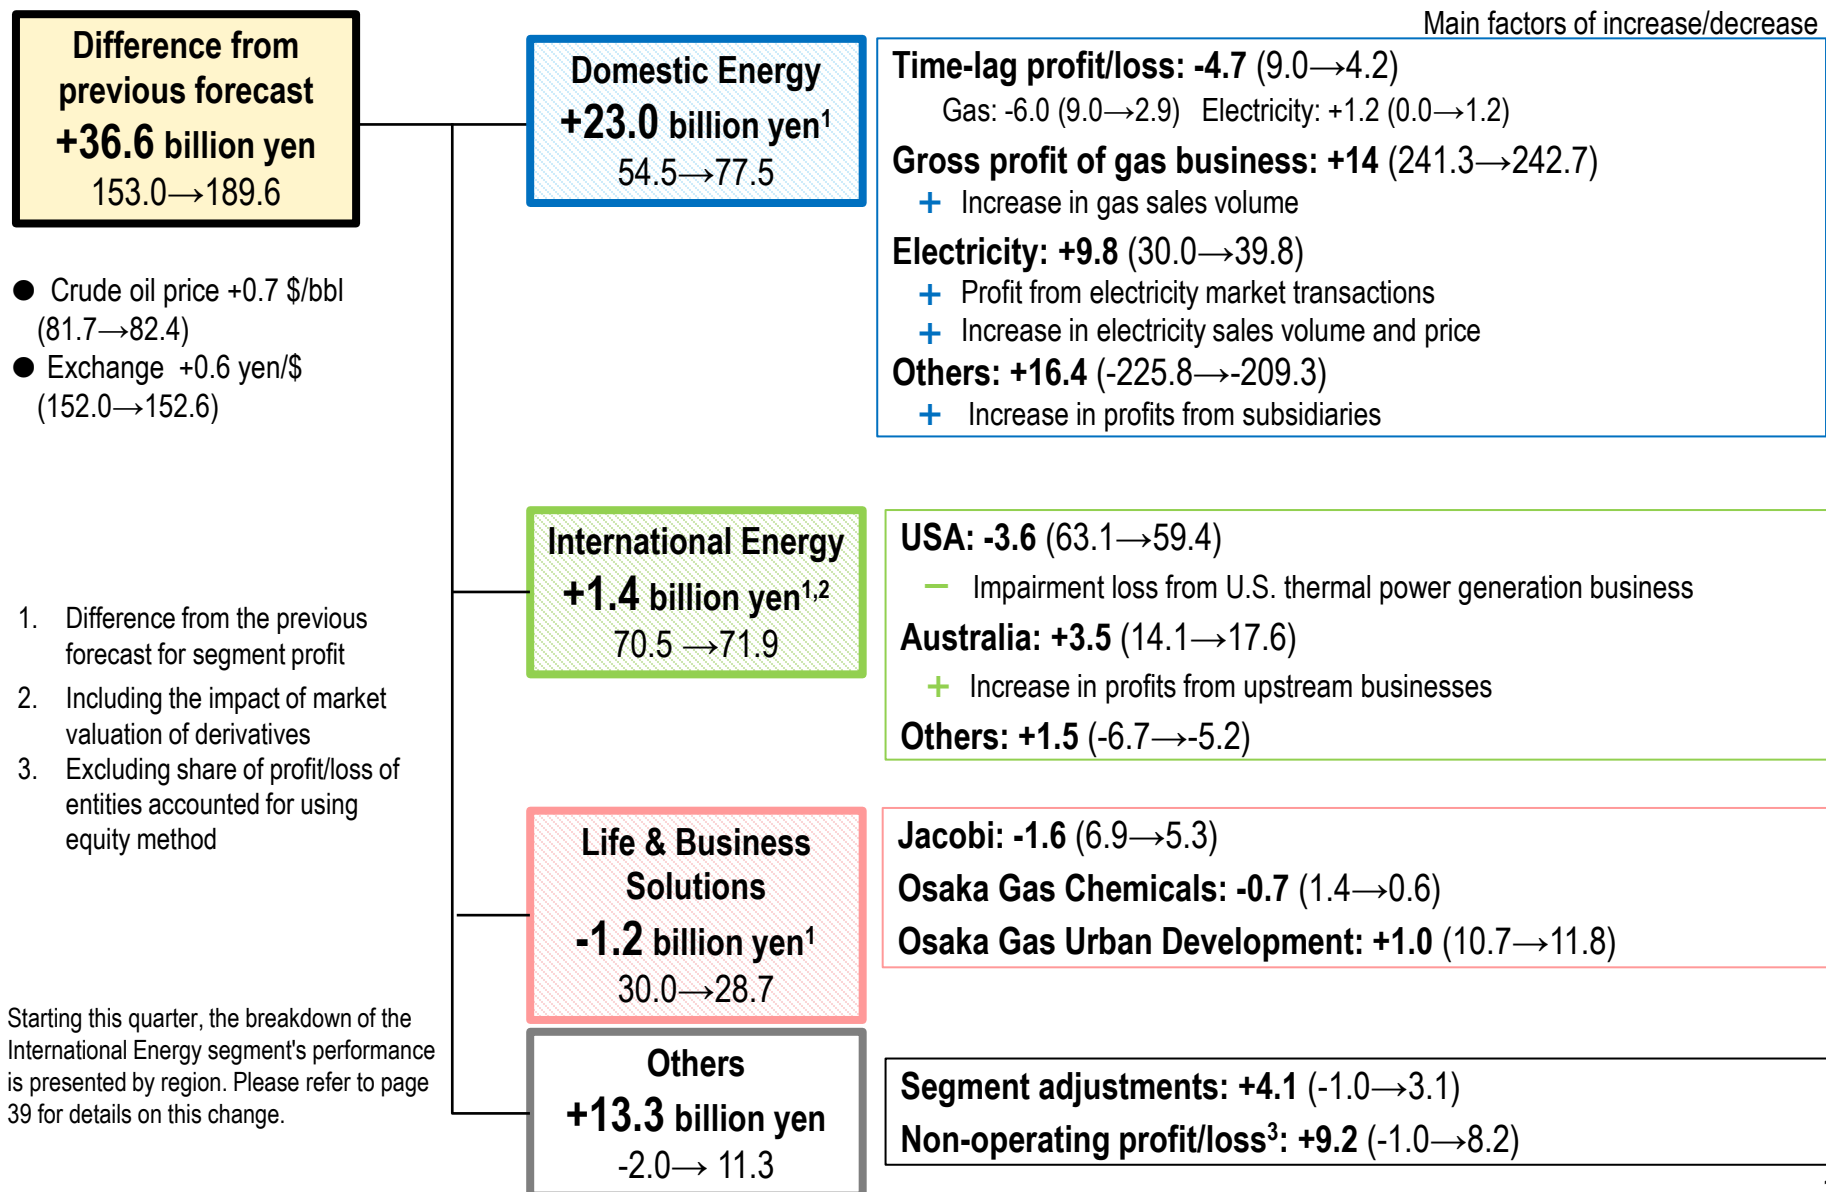 Main factors of increase/decrease
Difference from
previous forecast
+36.6 billion yen
153.0→189.6
● Crude oil price +0.7 $/bbl
(81.7→82.4)
● Exchange +0.6 yen/$
(152.0→152.6)
1. Difference from the previous
forecast for segment profit
2. Including the impact of market
valuation of derivatives
3. Excluding share of profit/loss of
entities accounted for using
equity method
Starting this quarter, the breakdown of the
International Energy segment's performance
is presented by region. Please refer to page
39 for details on this change.
Domestic Energy
+23.0 billion yen1
54.5→77.5
Time-lag profit/loss: -4.7 (9.0→4.2)
Gas: -6.0 (9.0→2.9) Electricity: +1.2 (0.0→1.2)
Gross profit of gas business: +14 (241.3→242.7)
+ Increase in gas sales volume
Electricity: +9.8 (30.0→39.8)
+ Profit from electricity market transactions
+ Increase in electricity sales volume and price
Others: +16.4 (-225.8→-209.3)
+ Increase in profits from subsidiaries
International Energy
+1.4 billion yen1,2
70.5 →71.9
USA: -3.6 (63.1→59.4)
− Impairment loss from U.S. thermal power generation business
Australia: +3.5 (14.1→17.6)
+ Increase in profits from upstream businesses
Others: +1.5 (-6.7→-5.2)
Life & Business
Solutions
-1.2 billion yen1
30.0→28.7
Jacobi: -1.6 (6.9→5.3)
Osaka Gas Chemicals: -0.7 (1.4→0.6)
Osaka Gas Urban Development: +1.0 (10.7→11.8)
Others
+13.3 billion yen
-2.0→ 11.3
Segment adjustments: +4.1 (-1.0→3.1)
Non-operating profit/loss3: +9.2 (-1.0→8.2)